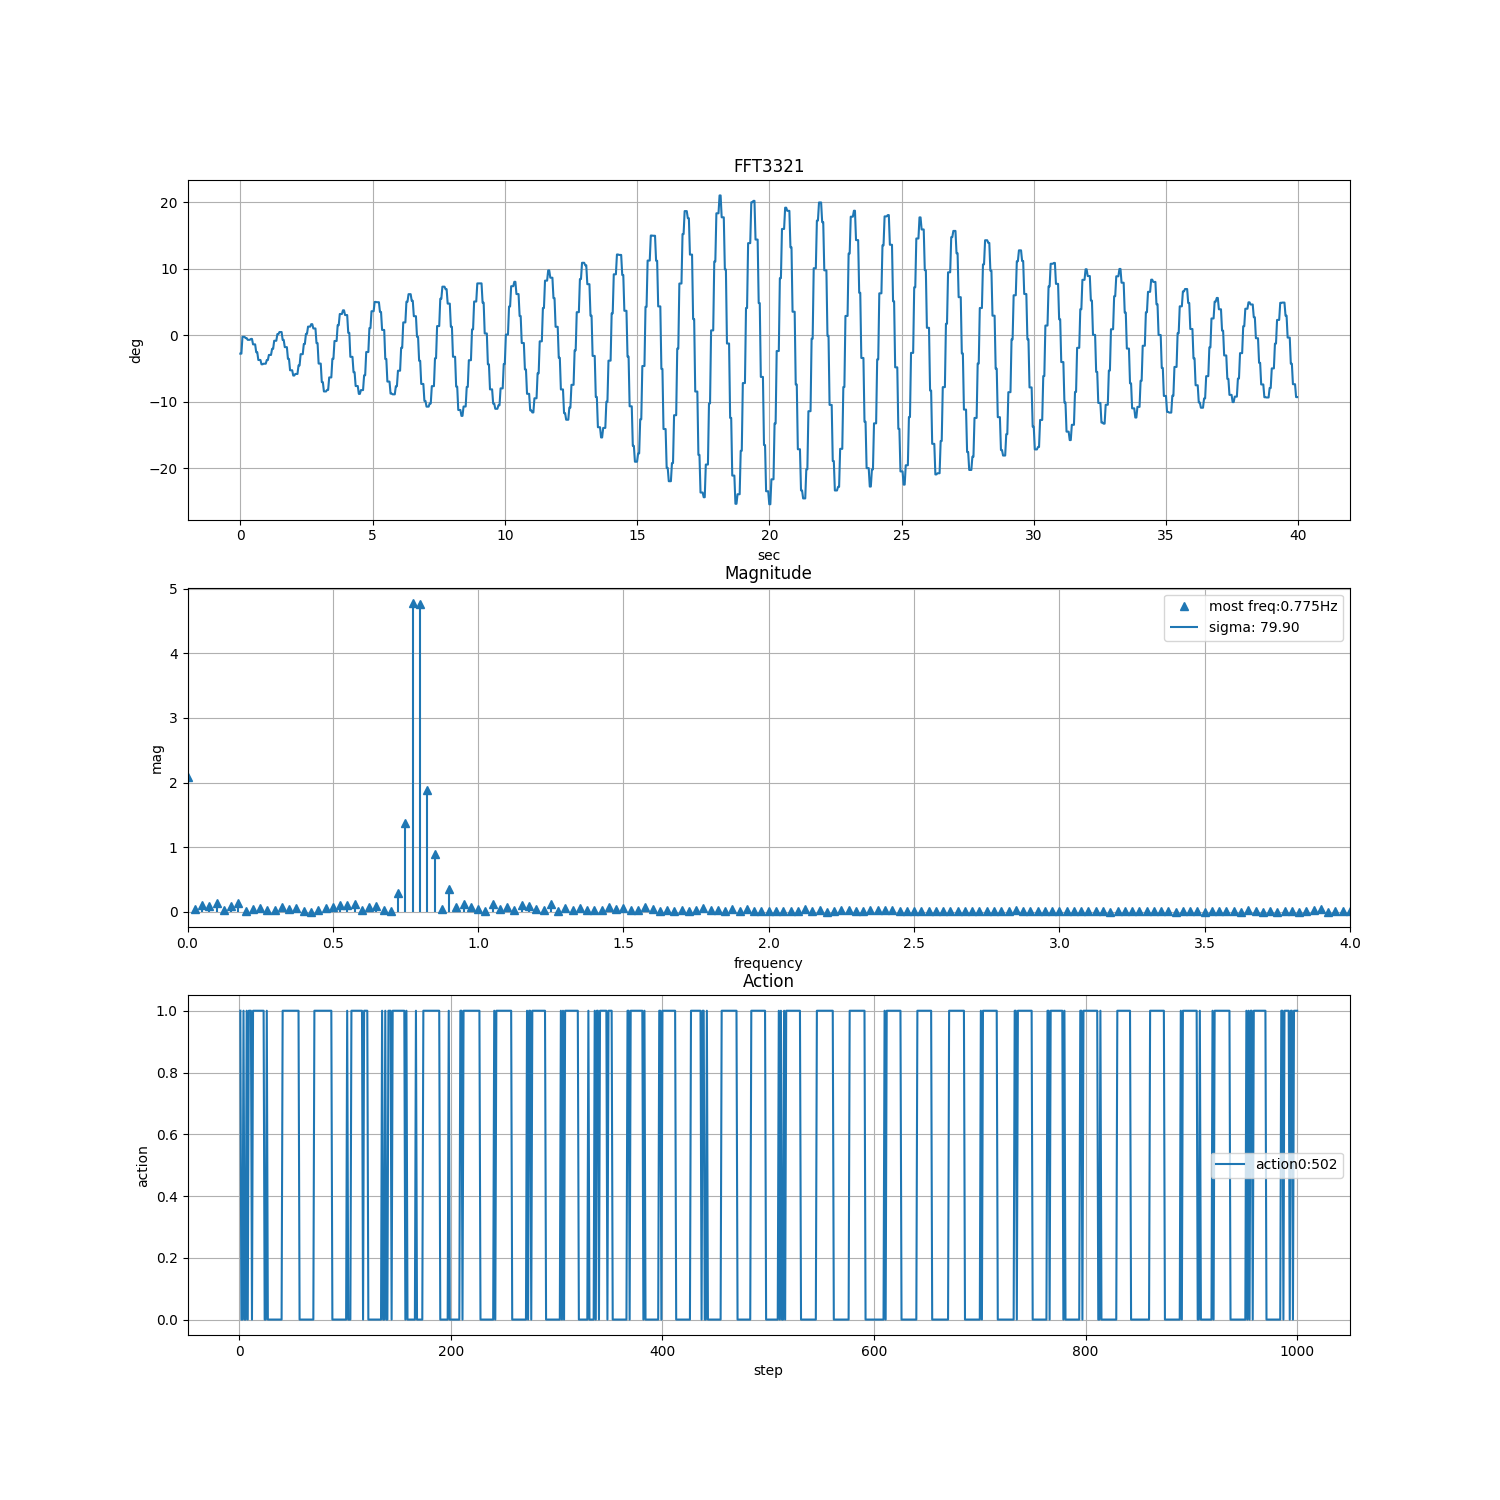 FFT3321
20
10
0
−10
−20
deg
0 5 10 15 20 25 30 35 40
sec
Magnitude
5
4
3
2
1
0
mag
most freq:0.775Hz
sigma: 79.90
0.0 0.5 1.0 1.5 2.0 2.5 3.0 3.5 4.0
frequency
Action
1.0
0.8
0.6
0.4
0.2
0.0
action
action0:502
0 200 400 600 800 1000
step